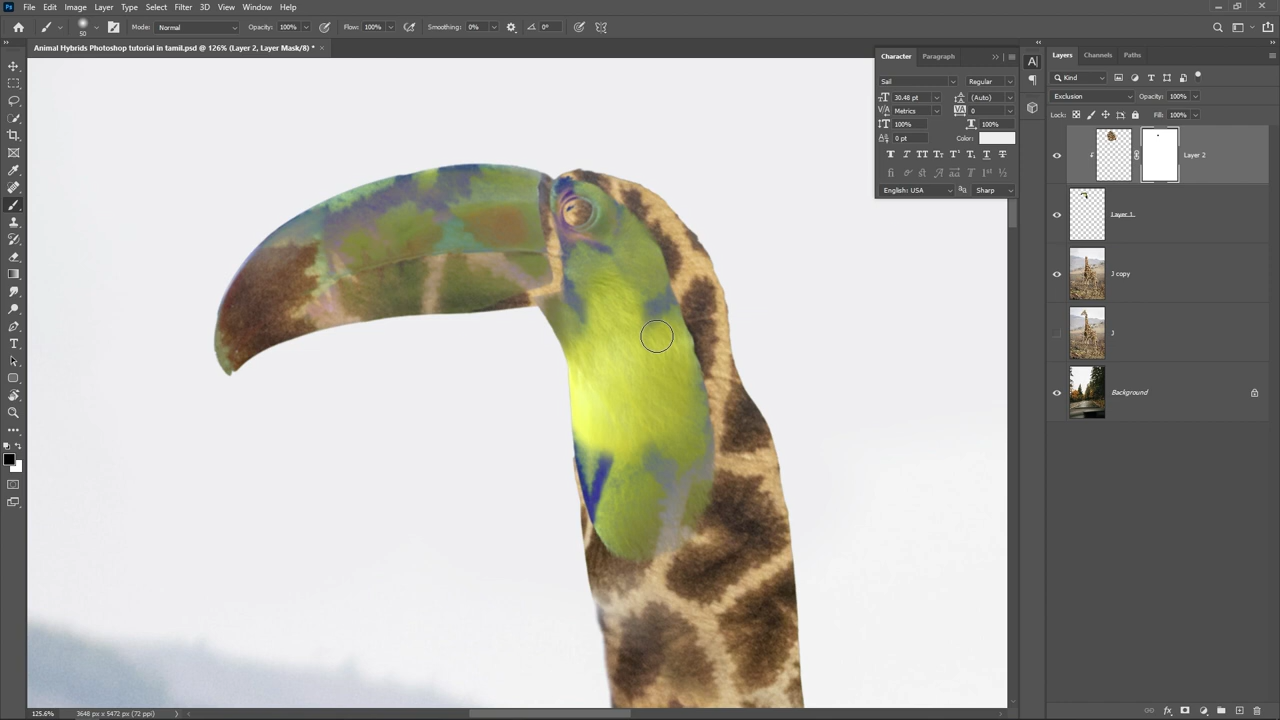 File Edit Image Layer Type Select Filter 3D View Window Help
50 Mode: Normal Opacity: 100% Flow: 100% Smoothing: 0% 0°
Animal Hybrids Photoshop tutorial in tamil.psd @ 126% (Layer 2, Layer Mask/8) * ×
Character Paragraph
Sail Regular
30.48 pt (Auto)
Metrics 0
100% 100%
0 pt Color:
English: USA Sharp
Layers Channels Paths
Kind
Exclusion Opacity: 100%
Lock: Fill: 100%
Layer 2
Layer 1
J copy
J
Background
125.6% 3648 px x 5472 px (72 ppi)